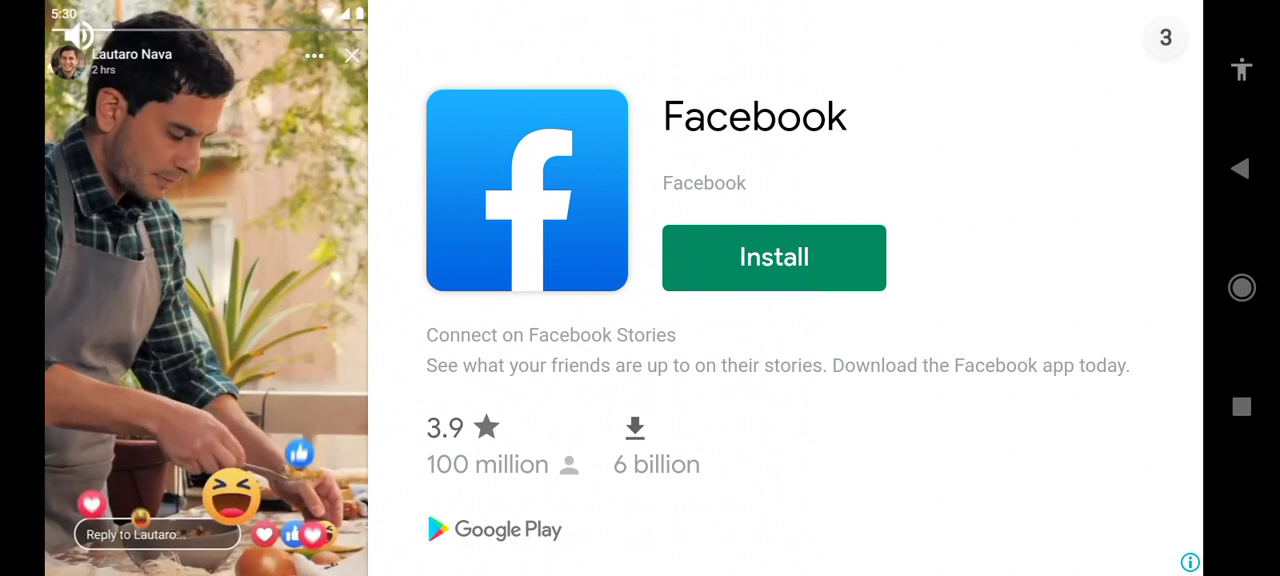 5:30
Lautaro Nava
2 hrs
Reply to Lautaro...
3
Facebook
Facebook
Install
Connect on Facebook Stories
See what your friends are up to on their stories. Download the Facebook app today.
3.9
100 million
6 billion
Google Play